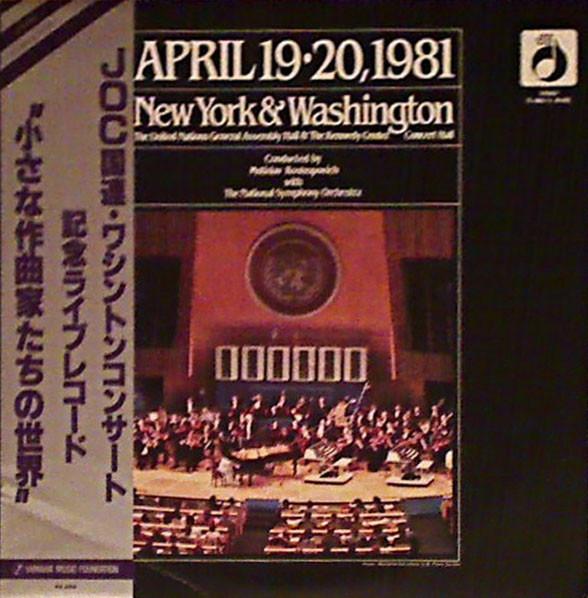 JOC国連・ワシントンコンサート
記念ライブレコード
“小さな作曲家たちの世界”
YAMAHA MUSIC FOUNDATION
APRIL 19·20, 1981
New York & Washington
The United Nations General Assembly Hall & The Kennedy Center Concert Hall
Conducted by
Mstislav Rostropovich
with
The National Symphony Orchestra